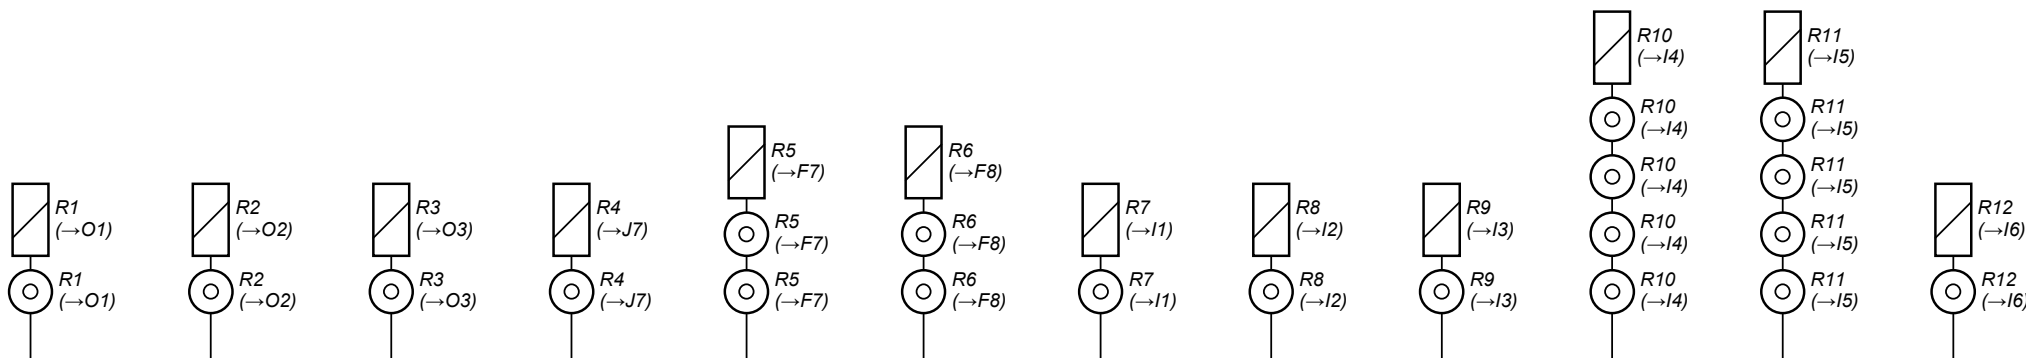 R10
(→I4)
R11
(→I5)
R10
(→I4)
R11
(→I5)
R5
(→F7)
R6
(→F8)
R10
(→I4)
R11
(→I5)
R1
(→O1)
R2
(→O2)
R3
(→O3)
R4
(→J7)
R5
(→F7)
R6
(→F8)
R7
(→I1)
R8
(→I2)
R9
(→I3)
R10
(→I4)
R11
(→I5)
R12
(→I6)
R1
(→O1)
R2
(→O2)
R3
(→O3)
R4
(→J7)
R5
(→F7)
R6
(→F8)
R7
(→I1)
R8
(→I2)
R9
(→I3)
R10
(→I4)
R11
(→I5)
R12
(→I6)